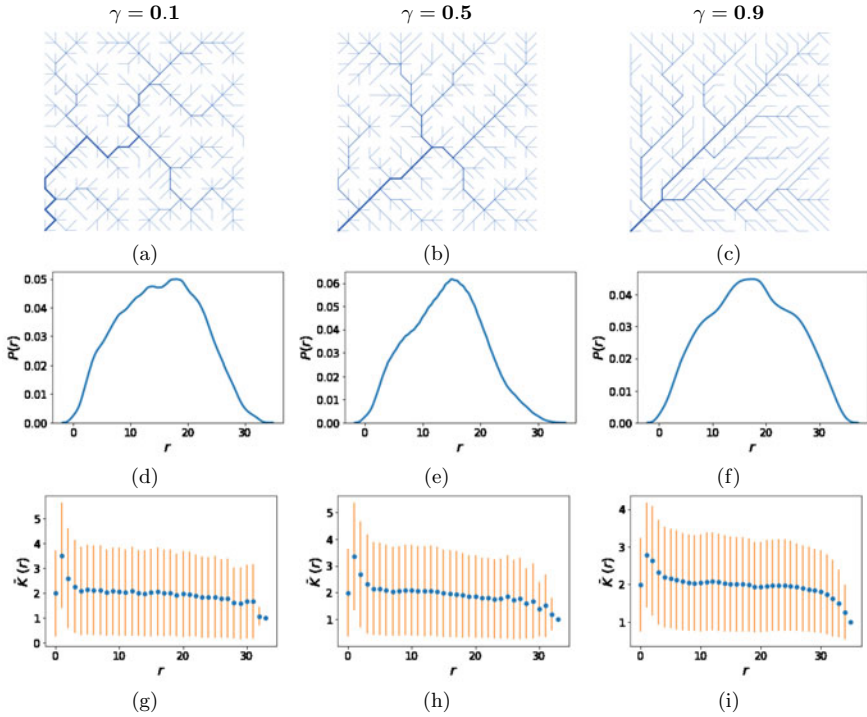 γ = 0.1
γ = 0.5
γ = 0.9
(a)
(b)
(c)
0.05
0.04
0.03
0.02
0.01
0.00
P(r)
0
10
20
30
r
0.06
0.05
0.04
0.03
0.02
0.01
0.00
P(r)
0
10
20
30
r
0.04
0.03
0.02
0.01
0.00
P(r)
0
10
20
30
r
(d)
(e)
(f)
5
4
3
2
1
0
K̄ (r)
0
10
20
30
r
5
4
3
2
1
K̄ (r)
0
10
20
30
r
4
3
2
1
K̄ (r)
0
10
20
30
r
(g)
(h)
(i)